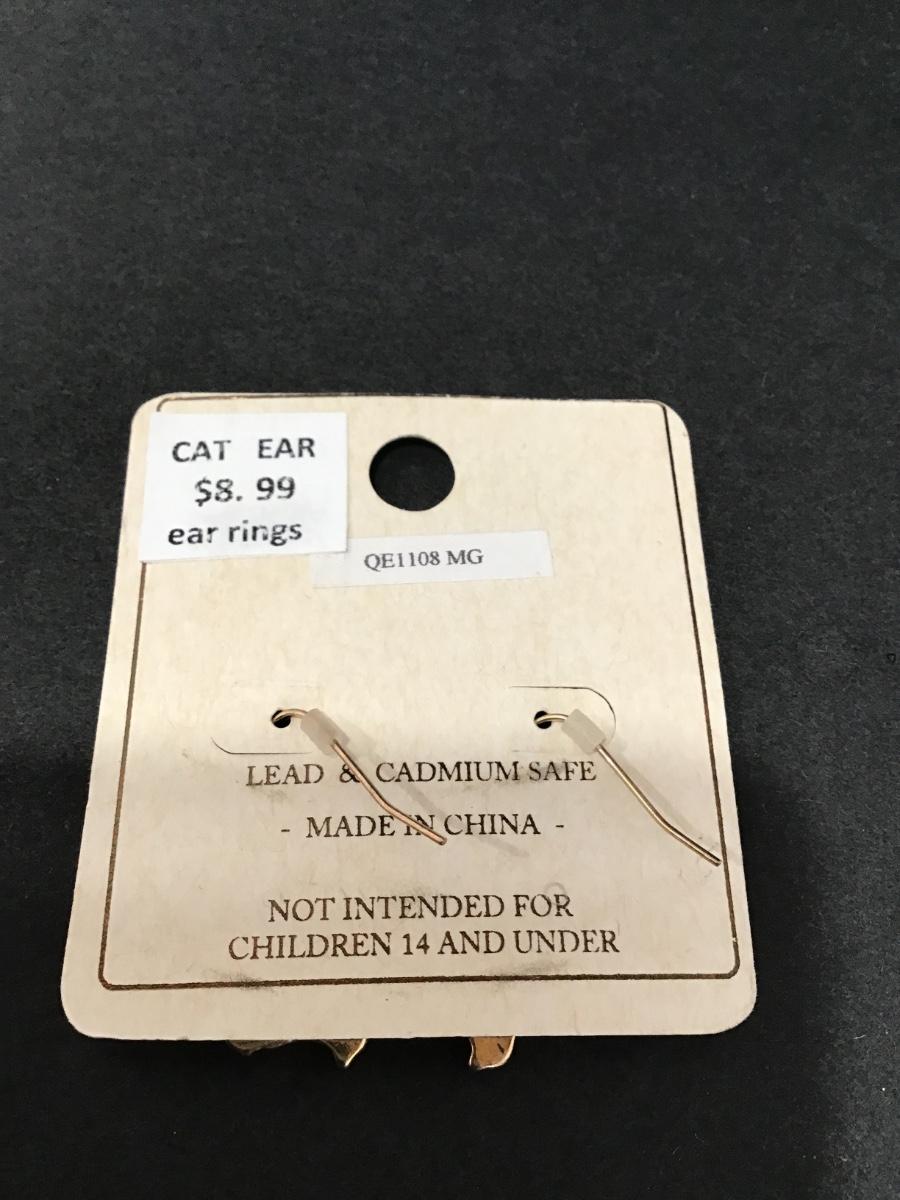 CAT EAR
$8. 99
ear rings
QE1108 MG
LEAD & CADMIUM SAFE
- MADE IN CHINA -
NOT INTENDED FOR
CHILDREN 14 AND UNDER